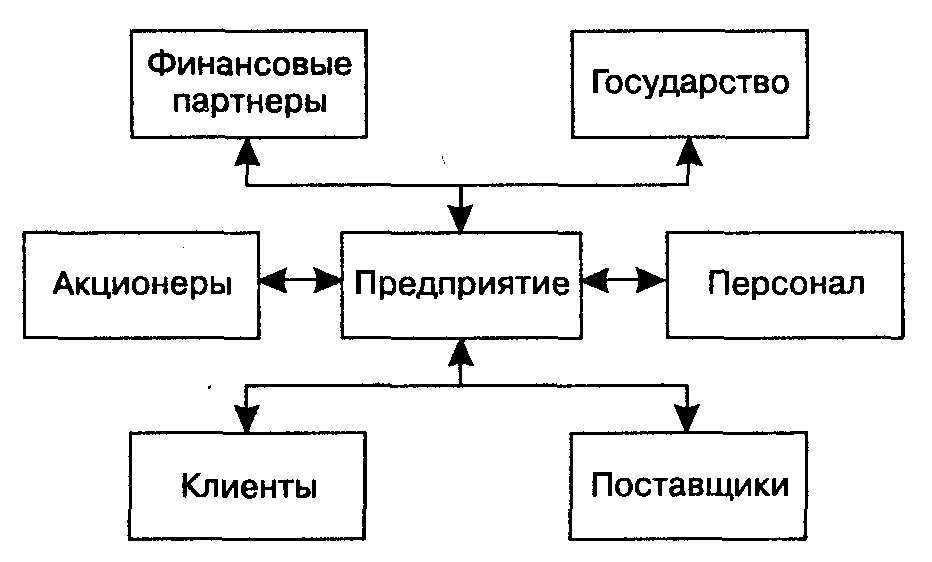 Финансовые
партнеры
Государство
Акционеры
Предприятие
Персонал
Клиенты
Поставщики